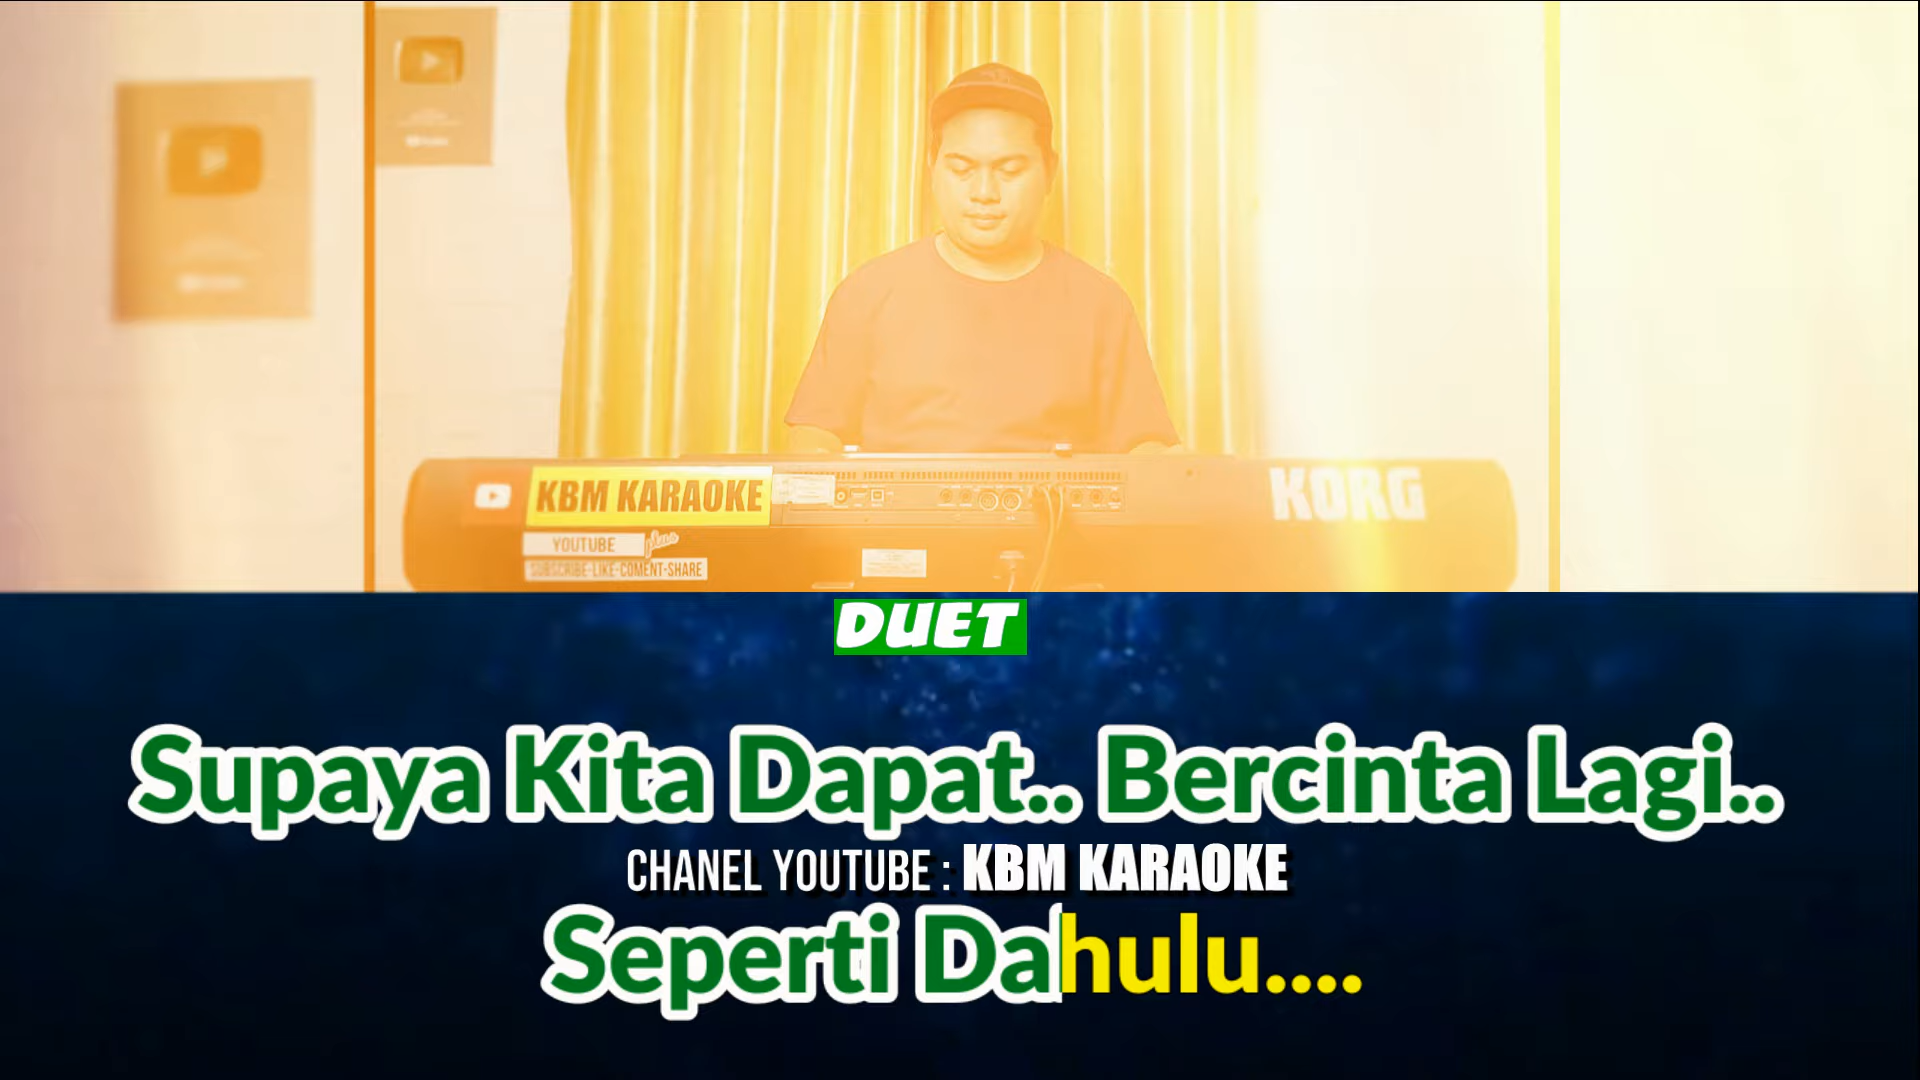 KBM KARAOKE
KORG
YOUTUBE plus
SUBSCRIBE-LIKE-COMENT-SHARE
DUET
Supaya Kita Dapat.. Bercinta Lagi..
CHANEL YOUTUBE : KBM KARAOKE
Seperti Dahulu....